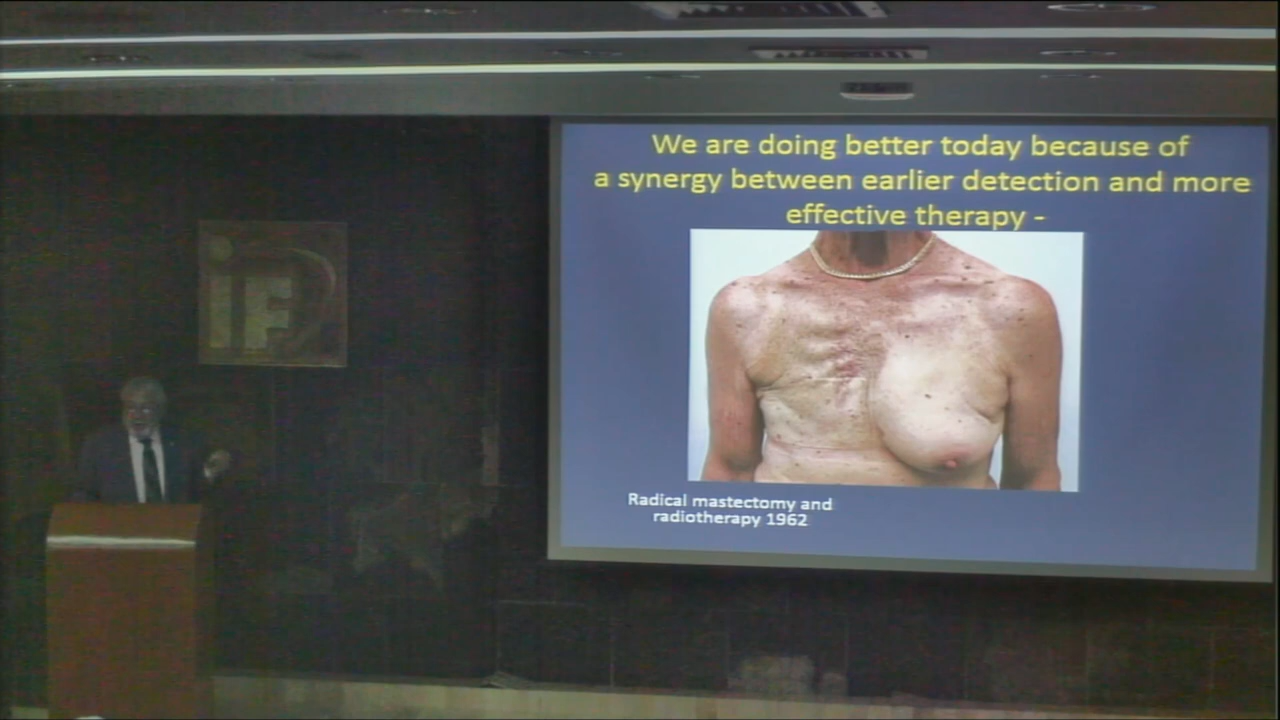 We are doing better today because of
a synergy between earlier detection and more
effective therapy -
Radical mastectomy and
radiotherapy 1962
iF